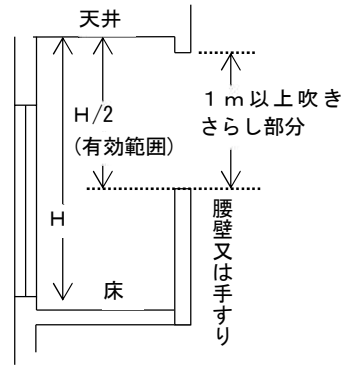 天井
H/2
(有効範囲)
１ｍ以上吹き
さらし部分
H
床
腰壁又は手すり